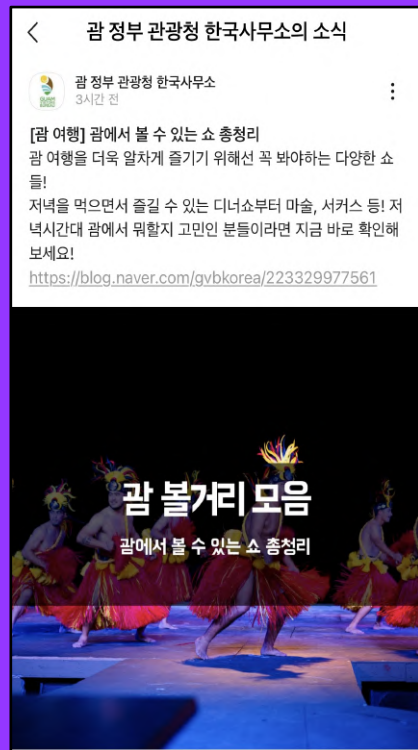 괌 정부 관광청 한국사무소의 소식
괌 정부 관광청 한국사무소
3시간 전
[괌 여행] 괌에서 볼 수 있는 쇼 총청리
괌 여행을 더욱 알차게 즐기기 위해선 꼭 봐야하는 다양한 쇼
들!
저녁을 먹으면서 즐길 수 있는 디너쇼부터 마술, 서커스 등! 저
녁시간대 괌에서 뭐할지 고민인 분들이라면 지금 바로 확인해
보세요!
https://blog.naver.com/gvbkorea/223329977561
괌 볼거리 모음
괌에서 볼 수 있는 쇼 총청리